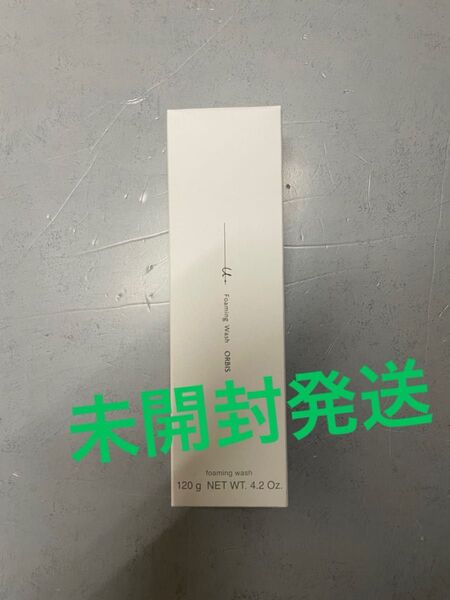 u.
Foaming Wash ORBIS
未開封発送
foaming wash
120 g NET WT. 4.2 Oz.